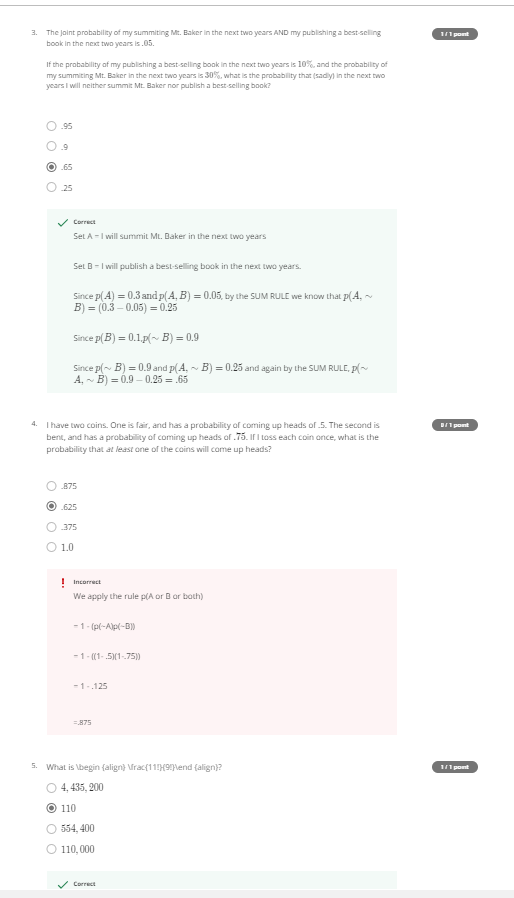 3. The joint probability of my summiting Mt. Baker in the next two years AND my publishing a best-selling
1 / 1 point
book in the next two years is .05.
If the probability of my publishing a best-selling book in the next two years is 10%, and the probability of
my summiting Mt. Baker in the next two years is 30%, what is the probability that (sadly) in the next two
years I will neither summit Mt. Baker nor publish a best-selling book?
.95
.9
.65
.25
Correct
Set A = I will summit Mt. Baker in the next two years
Set B = I will publish a best-selling book in the next two years.
Since p(A) = 0.3 and p(A, B) = 0.05, by the SUM RULE we know that p(A, ∼
B) = (0.3 − 0.05) = 0.25
Since p(B) = 0.1, p(∼ B) = 0.9
Since p(∼ B) = 0.9 and p(A, ∼ B) = 0.25 and again by the SUM RULE, p(∼
A, ∼ B) = 0.9 − 0.25 = .65
4. I have two coins. One is fair, and has a probability of coming up heads of .5. The second is
0 / 1 point
bent, and has a probability of coming up heads of .75. If I toss each coin once, what is the
probability that at least one of the coins will come up heads?
.875
.625
.375
1.0
Incorrect
We apply the rule p(A or B or both)
= 1 - (p(~A)p(~B))
= 1 - ((1- .5)(1-.75))
= 1 - .125
=.875
5. What is \begin {align} \frac{11!}{9!}\end {align}?
1 / 1 point
4, 435, 200
110
554, 400
110, 000
Correct